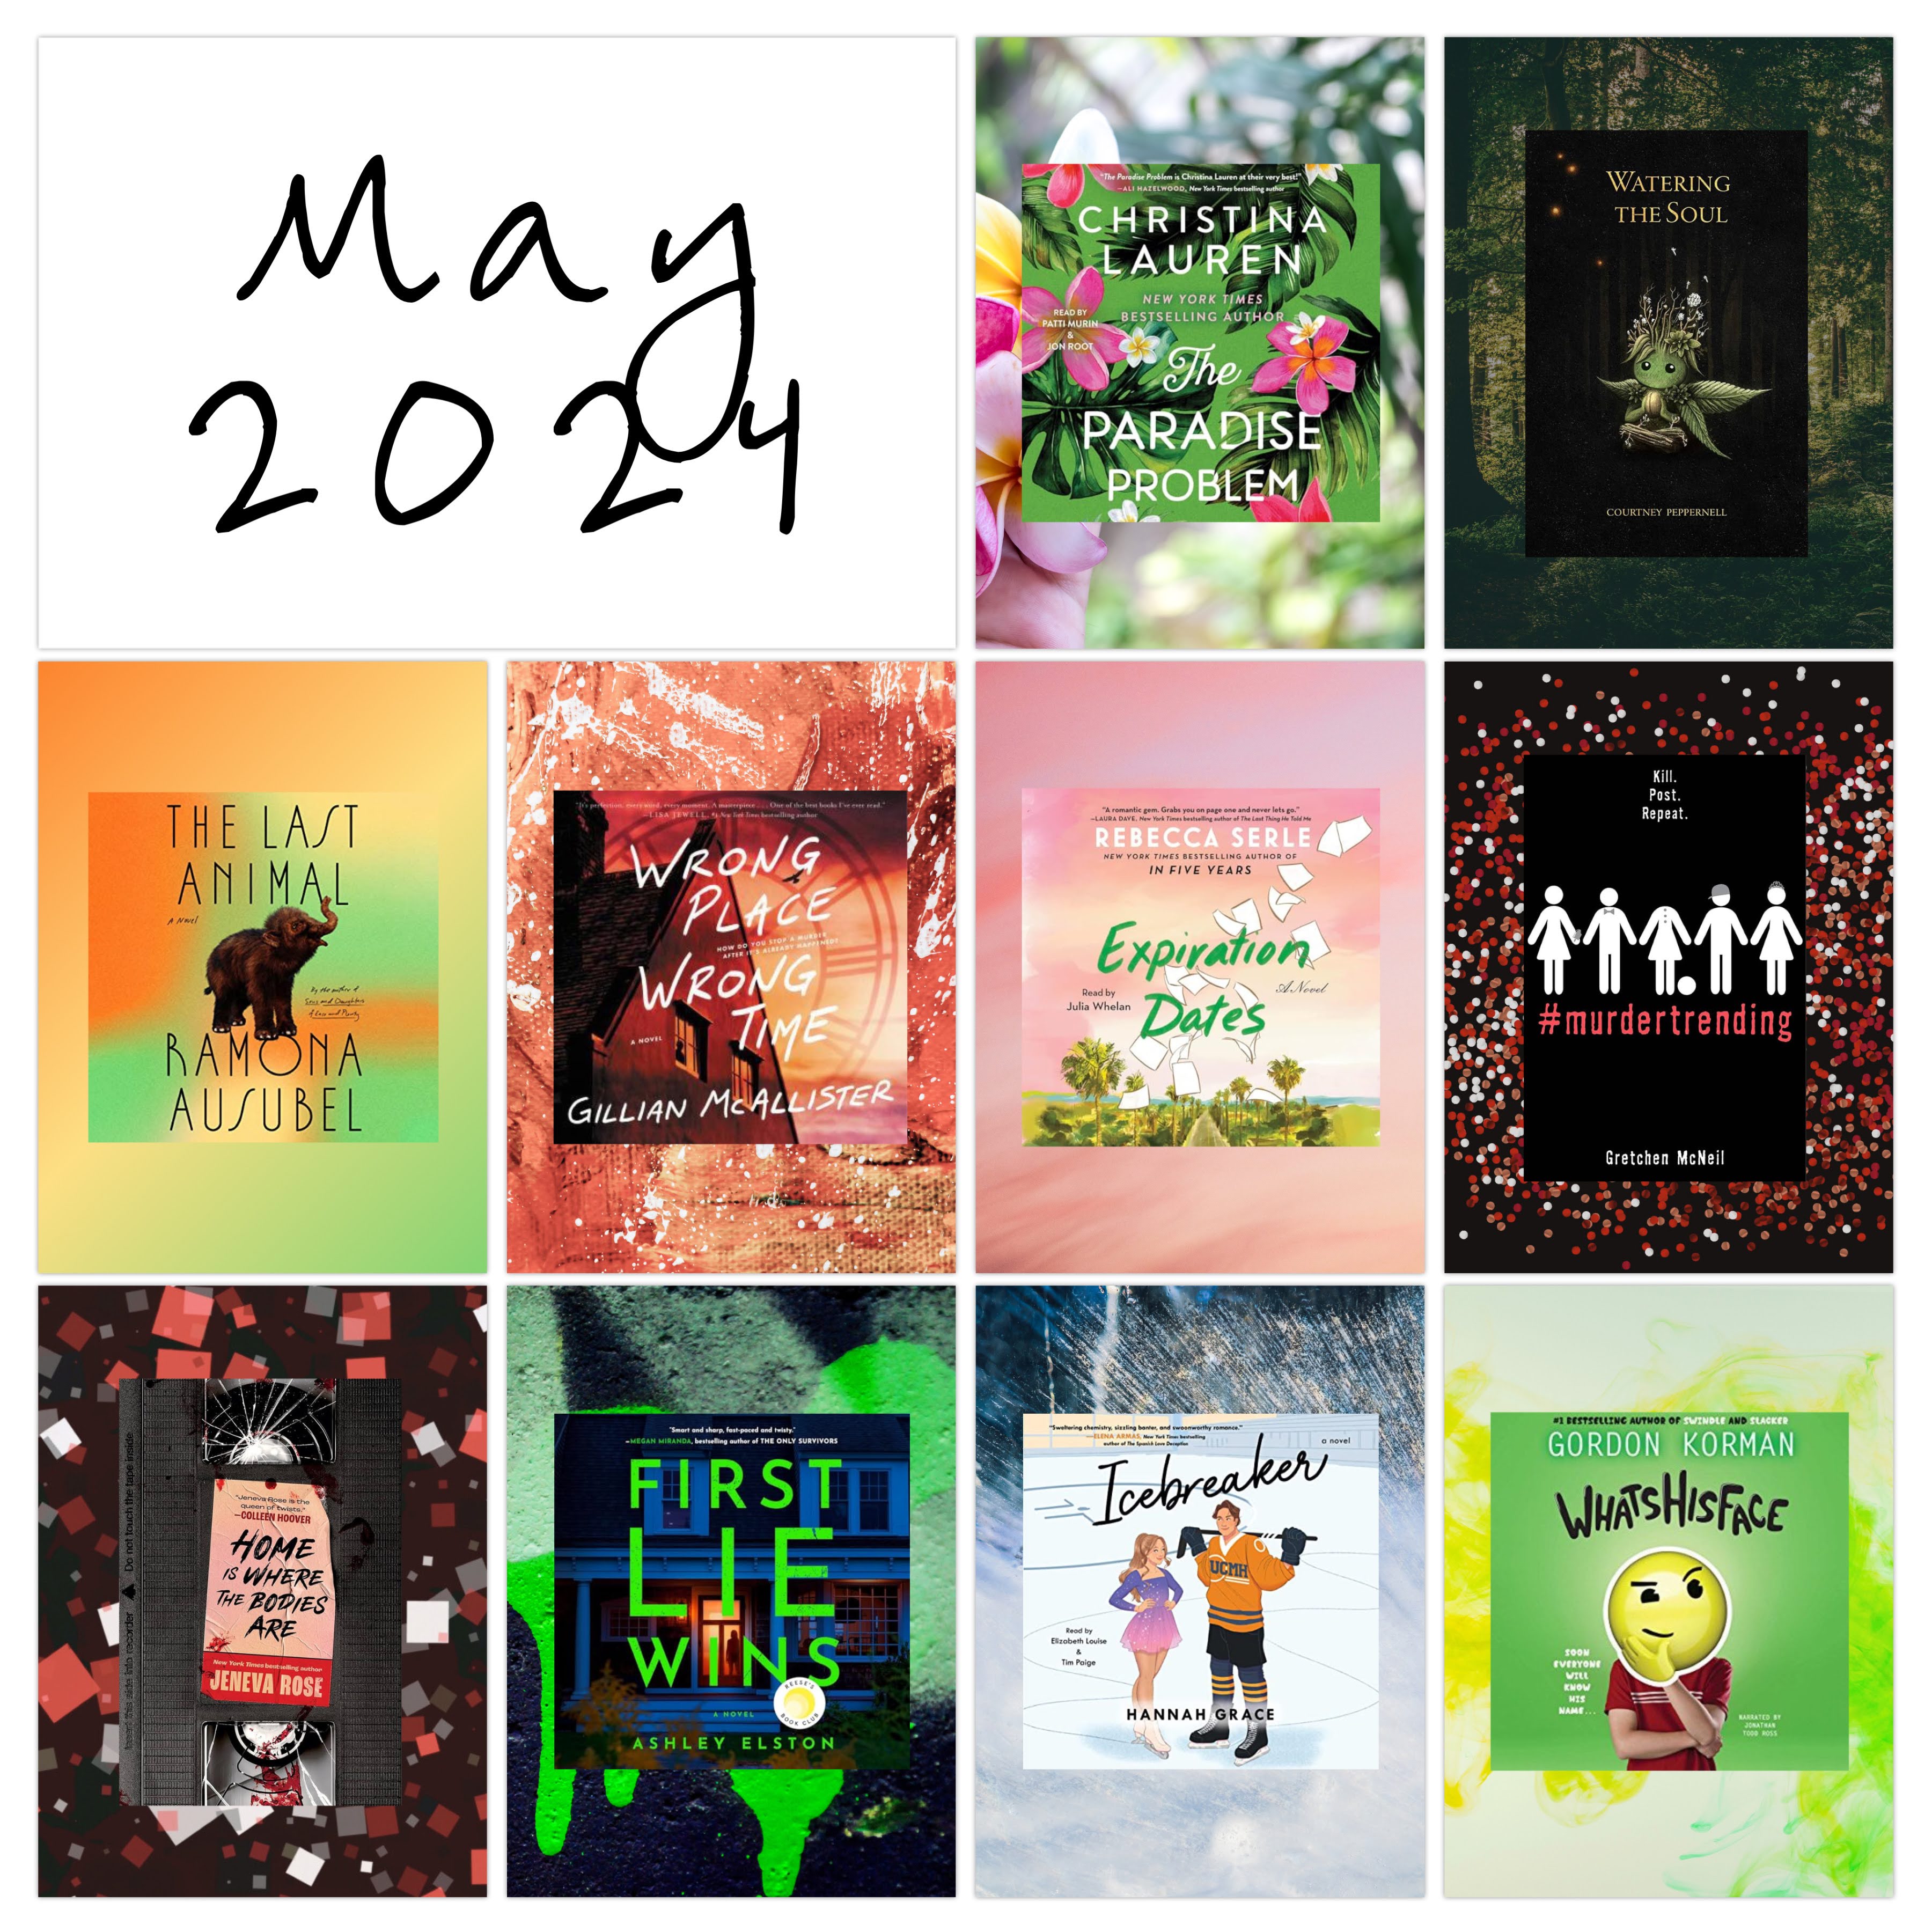 May
2024
"The Paradise Problem is Christina Lauren at their very best!"
—ALI HAZELWOOD, New York Times bestselling author
CHRISTINA
LAUREN
NEW YORK TIMES
BESTSELLING AUTHOR
READ BY
PATTI MURIN
&
JON ROOT
The
PARADISE
PROBLEM
WATERING
THE SOUL
COURTNEY PEPPERNELL
THE LAST
ANIMAL
A Novel
By the author of
Sons and Daughters
of Ease and Plenty
RAMONA
AUSUBEL
"It's perfection, every word, every moment. A masterpiece . . . One of the best books I've ever read."
—LISA JEWELL, #1 New York Times bestselling author
WRONG
PLACE
HOW DO YOU STOP A MURDER
AFTER IT'S ALREADY HAPPENED?
WRONG
TIME
A NOVEL
GILLIAN McALLISTER
"A romantic gem. Grabs you on page one and never lets go."
—LAURA DAVE, New York Times bestselling author of The Last Thing He Told Me
REBECCA SERLE
NEW YORK TIMES BESTSELLING AUTHOR OF
IN FIVE YEARS
Expiration
Dates
A Novel
Read by
Julia Whelan
Kill.
Post.
Repeat.
#murdertrending
Gretchen McNeil
Do not touch the tape inside
Insert this side into recorder
"Jeneva Rose is the
queen of twists."
—COLLEEN HOOVER
HOME
IS WHERE
THE BODIES
ARE
New York Times bestselling author
JENEVA ROSE
"Smart and sharp, fast-paced and twisty."
—MEGAN MIRANDA, bestselling author of THE ONLY SURVIVORS
FIRST
LIE
WINS
REESE'S
BOOK CLUB
A NOVEL
ASHLEY ELSTON
"Sweltering chemistry, sizzling banter, and swoonworthy romance."
—ELENA ARMAS, New York Times bestselling
author of The Spanish Love Deception
a novel
Icebreaker
UCMH
Read by
Elizabeth Louise
&
Tim Paige
HANNAH GRACE
#1 BESTSELLING AUTHOR OF SWINDLE AND SLACKER
GORDON KORMAN
WHATSHISFACE
SOON
EVERYONE
WILL
KNOW
HIS
NAME...
NARRATED BY
JONATHAN
TODD ROSS